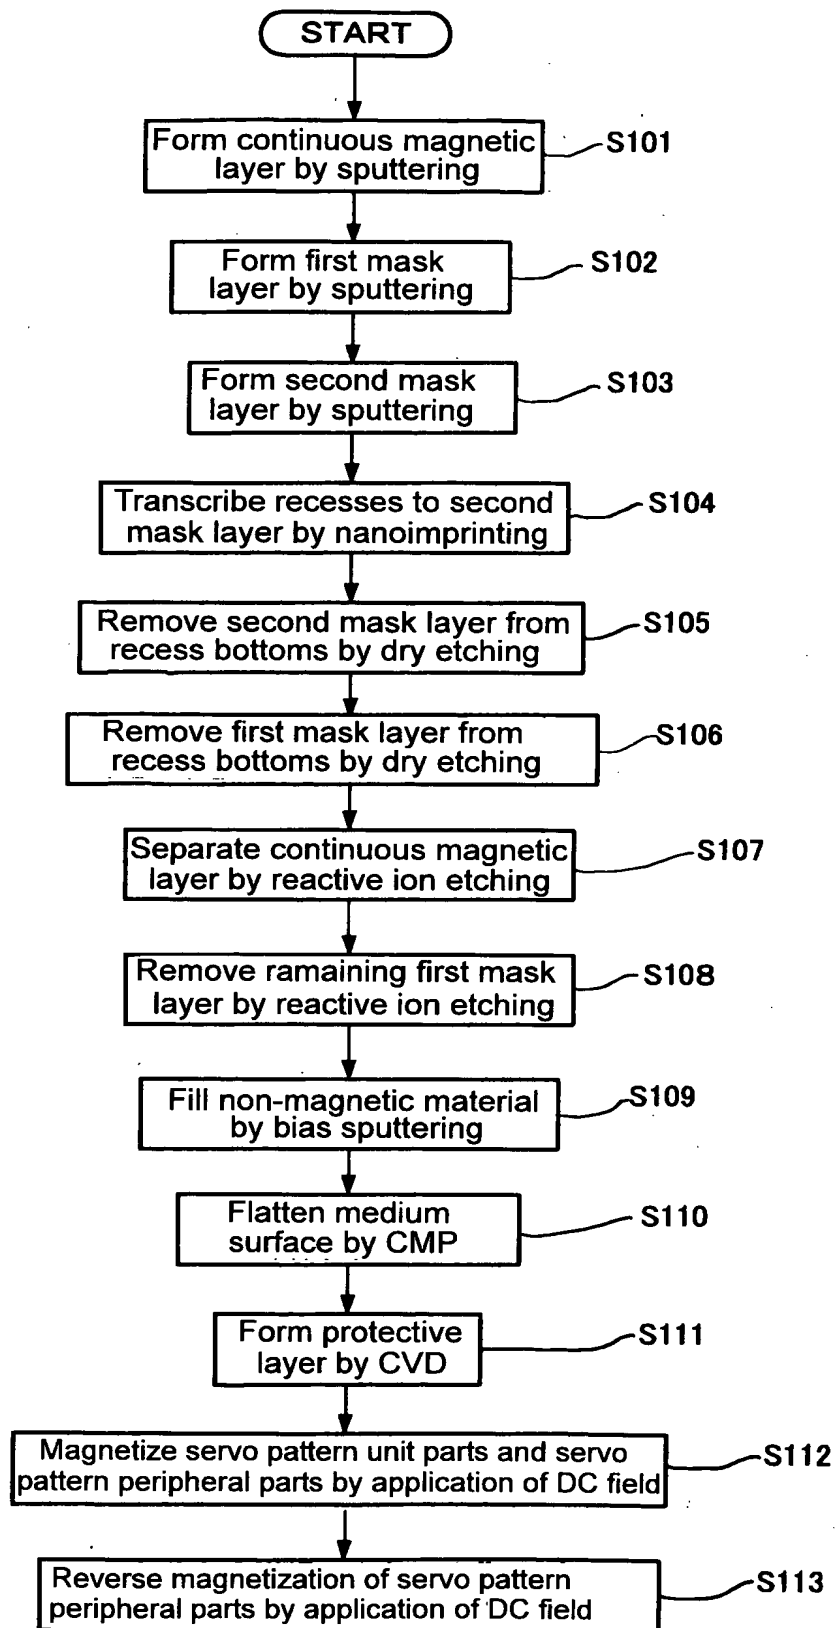 START
Form continuous magnetic
layer by sputtering
S101
Form first mask
layer by sputtering
S102
Form second mask
layer by sputtering
S103
Transcribe recesses to second
mask layer by nanoimprinting
S104
Remove second mask layer from
recess bottoms by dry etching
S105
Remove first mask layer from
recess bottoms by dry etching
S106
Separate continuous magnetic
layer by reactive ion etching
S107
Remove ramaining first mask
layer by reactive ion etching
S108
Fill non-magnetic material
by bias sputtering
S109
Flatten medium
surface by CMP
S110
Form protective
layer by CVD
S111
Magnetize servo pattern unit parts and servo
pattern peripheral parts by application of DC field
S112
Reverse magnetization of servo pattern
peripheral parts by application of DC field
S113